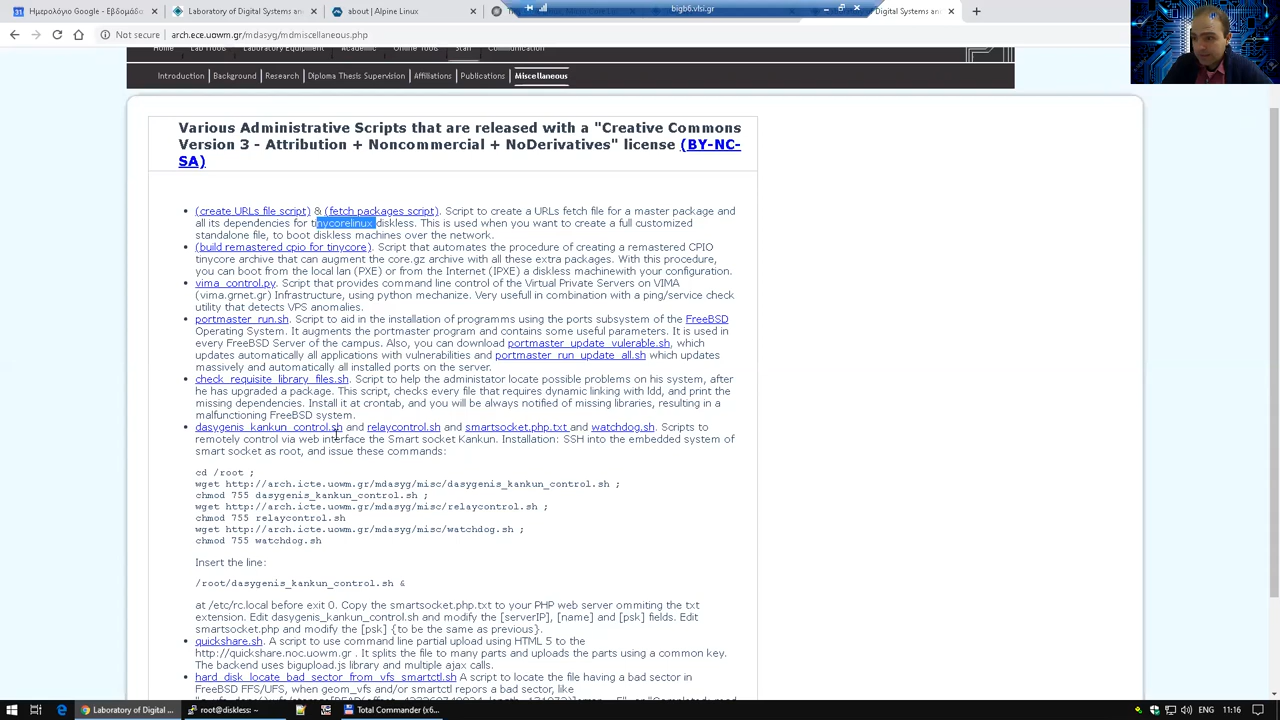 Ημερολόγιο Google - Εβδομάδα
Laboratory of Digital Systems and
about | Alpine Linux
bigb6.vlsi.gr
Digital Systems and
Not secure | arch.ece.uowm.gr/mdasyg/mdmiscellaneous.php
Home Lab Hours Laboratory Equipment Academic Online Tools Staff Communication
Introduction | Background | Research | Diploma Thesis Supervision | Affiliations | Publications | Miscellaneous
Various Administrative Scripts that are released with a "Creative Commons
Version 3 - Attribution + Noncommercial + NoDerivatives" license (BY-NC-
SA)
(create URLs file script) & (fetch packages script). Script to create a URLs fetch file for a master package and
all its dependencies for tinycorelinux diskless. This is used when you want to create a full customized
standalone file, to boot diskless machines over the network.
(build remastered cpio for tinycore). Script that automates the procedure of creating a remastered CPIO
tinycore archive that can augment the core.gz archive with all these extra packages. With this procedure,
you can boot from the local lan (PXE) or from the Internet (IPXE) a diskless machinewith your configuration.
vima_control.py. Script that provides command line control of the Virtual Private Servers on VIMA
(vima.grnet.gr) Infrastructure, using python mechanize. Very usefull in combination with a ping/service check
utility that detects VPS anomalies.
portmaster_run.sh. Script to aid in the installation of programms using the ports subsystem of the FreeBSD
Operating System. It augments the portmaster program and contains some useful parameters. It is used in
every FreeBSD Server of the campus. Also, you can download portmaster_update_vulerable.sh, which
updates automatically all applications with vulnerabilities and portmaster_run_update_all.sh which updates
massively and automatically all installed ports on the server.
check_requisite_library_files.sh. Script to help the administator locate possible problems on his system, after
he has upgraded a package. This script, checks every file that requires dynamic linking with ldd, and print the
missing dependencies. Install it at crontab, and you will be always notified of missing libraries, resulting in a
malfunctioning FreeBSD system.
dasygenis_kankun_control.sh and relaycontrol.sh and smartsocket.php.txt and watchdog.sh. Scripts to
remotely control via web interface the Smart socket Kankun. Installation: SSH into the embedded system of
smart socket as root, and issue these commands:
cd /root ;
wget http://arch.icte.uowm.gr/mdasyg/misc/dasygenis_kankun_control.sh ;
chmod 755 dasygenis_kankun_control.sh ;
wget http://arch.icte.uowm.gr/mdasyg/misc/relaycontrol.sh ;
chmod 755 relaycontrol.sh
wget http://arch.icte.uowm.gr/mdasyg/misc/watchdog.sh ;
chmod 755 watchdog.sh
Insert the line:
/root/dasygenis_kankun_control.sh &
at /etc/rc.local before exit 0. Copy the smartsocket.php.txt to your PHP web server ommiting the txt
extension. Edit dasygenis_kankun_control.sh and modify the [serverIP], [name] and [psk] fields. Edit
smartsocket.php and modify the [psk] {to be the same as previous}.
quickshare.sh. A script to use command line partial upload using HTML 5 to the
http://quickshare.noc.uowm.gr . It splits the file to many parts and uploads the parts using a common key.
The backend uses bigupload.js library and multiple ajax calls.
hard_disk_locate_bad_sector_from_vfs_smartctl.sh A script to locate the file having a bad sector in
FreeBSD FFS/UFS, when geom_vfs and/or smartctl repors a bad sector, like
Laboratory of Digital ...
root@diskless: ~
Total Commander (x6...
ENG 11:16